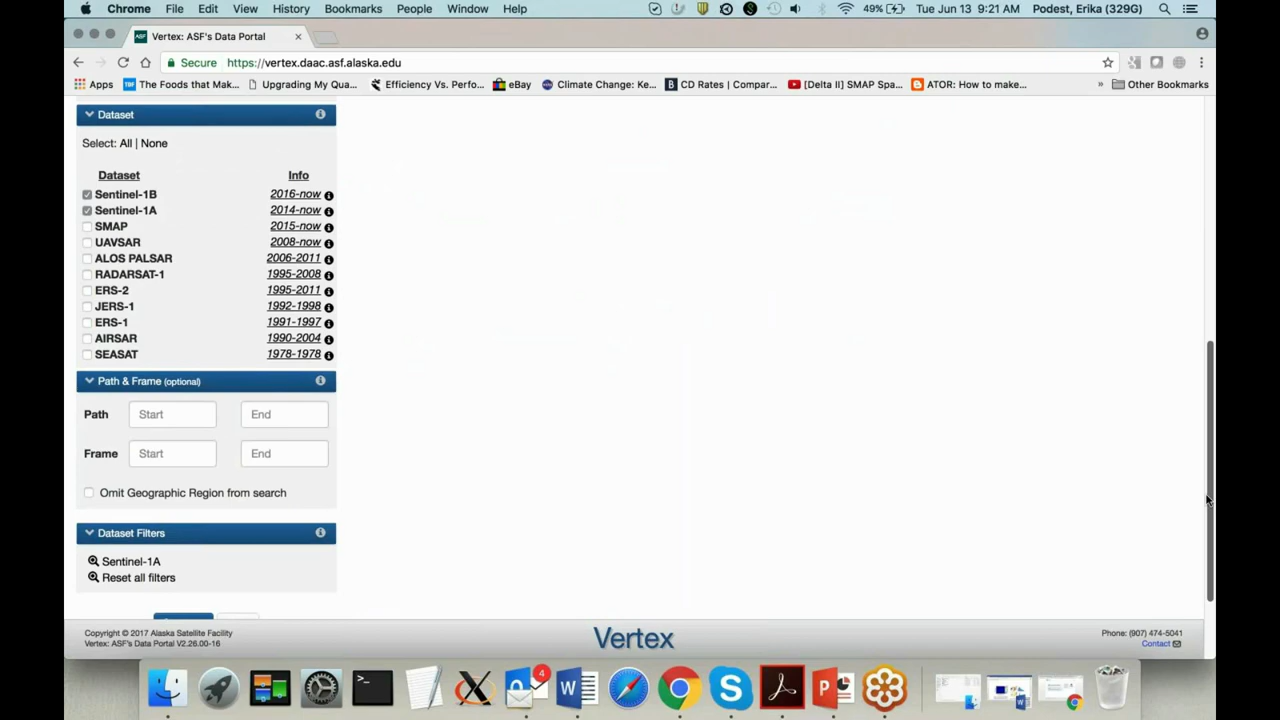 Chrome File Edit View History Bookmarks People Window Help 49% Tue Jun 13 9:21 AM Podest, Erika (329G)
Vertex: ASF's Data Portal
Secure https://vertex.daac.asf.alaska.edu
Apps The Foods that Mak... Upgrading My Qua... Efficiency Vs. Perfo... eBay Climate Change: Ke... CD Rates | Compar... [Delta II] SMAP Spa... ATOR: How to make... » Other Bookmarks
Dataset
Select: All | None
Dataset Info
Sentinel-1B 2016-now
Sentinel-1A 2014-now
SMAP 2015-now
UAVSAR 2008-now
ALOS PALSAR 2006-2011
RADARSAT-1 1995-2008
ERS-2 1995-2011
JERS-1 1992-1998
ERS-1 1991-1997
AIRSAR 1990-2004
SEASAT 1978-1978
Path & Frame (optional)
Path Start End
Frame Start End
Omit Geographic Region from search
Dataset Filters
Sentinel-1A
Reset all filters
Copyright © 2017 Alaska Satellite Facility
Vertex: ASF's Data Portal V2.26.00-16
Vertex
Phone: (907) 474-5041
Contact
4